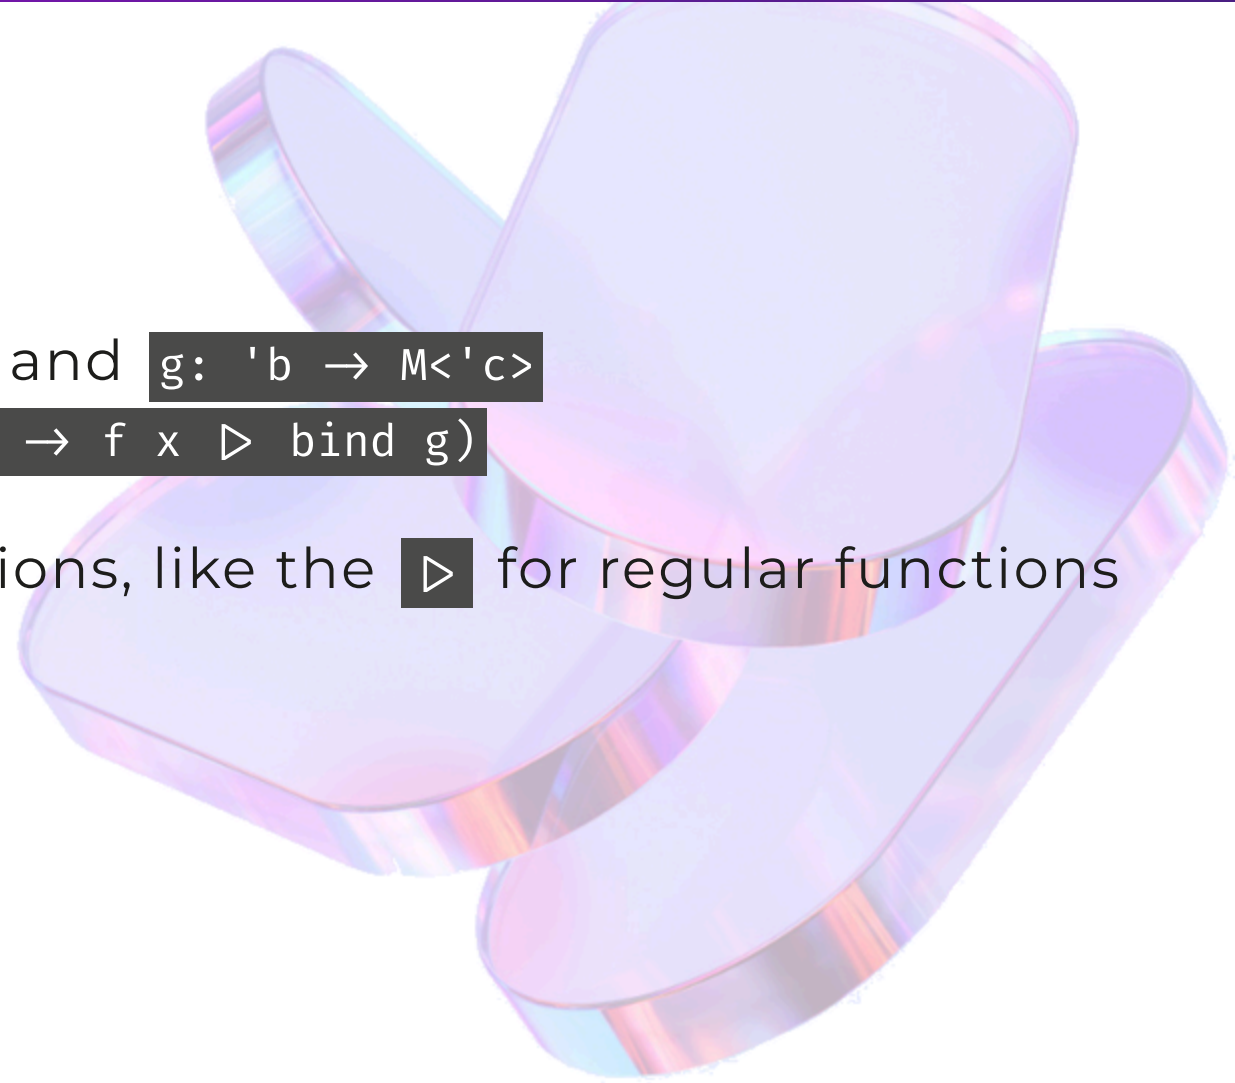 and g: 'b → M<'c>
→ f x ▷ bind g)
ions, like the ▷ for regular functions